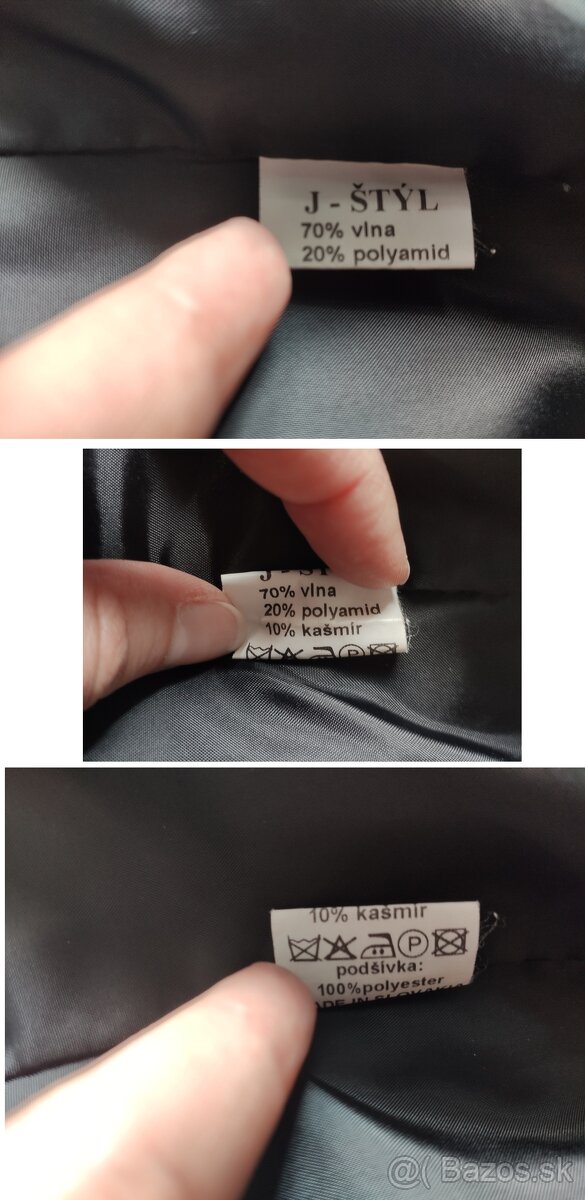 J - ŠTÝL
70% vlna
20% polyamid
70% vlna
20% polyamid
10% kašmír
P
10% kašmír
P
podšívka:
100%polyester
@( Bazos.sk